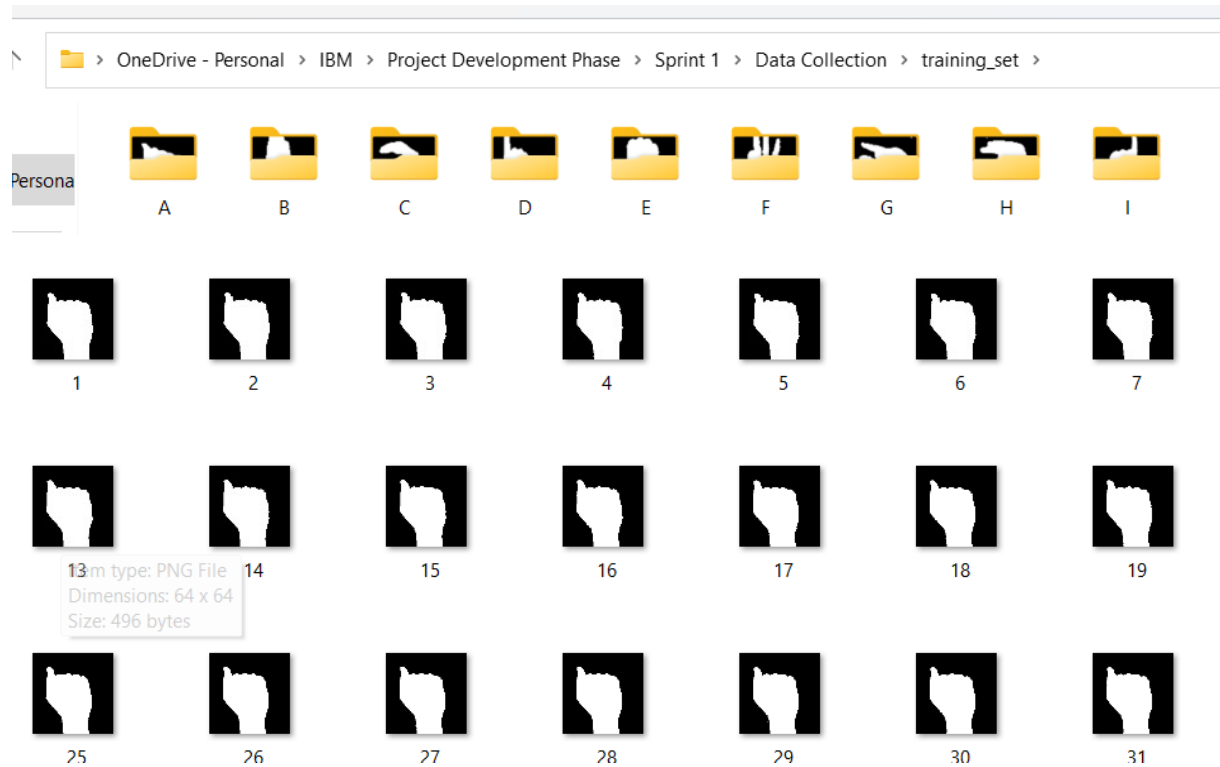 > OneDrive - Personal > IBM > Project Development Phase > Sprint 1 > Data Collection > training_set >
Persona
A B C D E F G H I
1 2 3 4 5 6 7
13 14 15 16 17 18 19
Item type: PNG File
Dimensions: 64 x 64
Size: 496 bytes
25 26 27 28 29 30 31